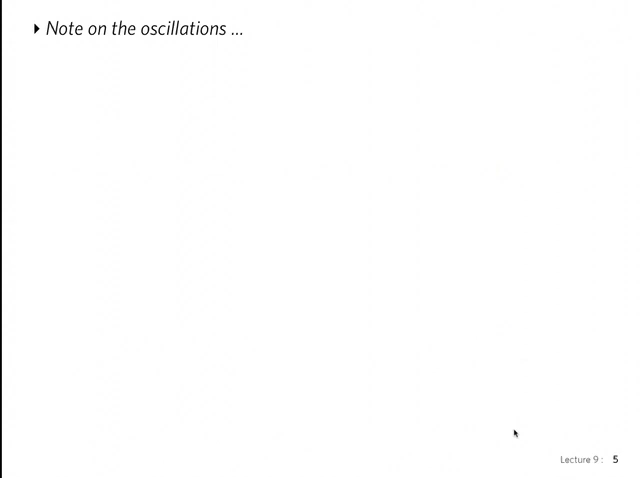 Note on the oscillations ...
Lecture 9 : 5